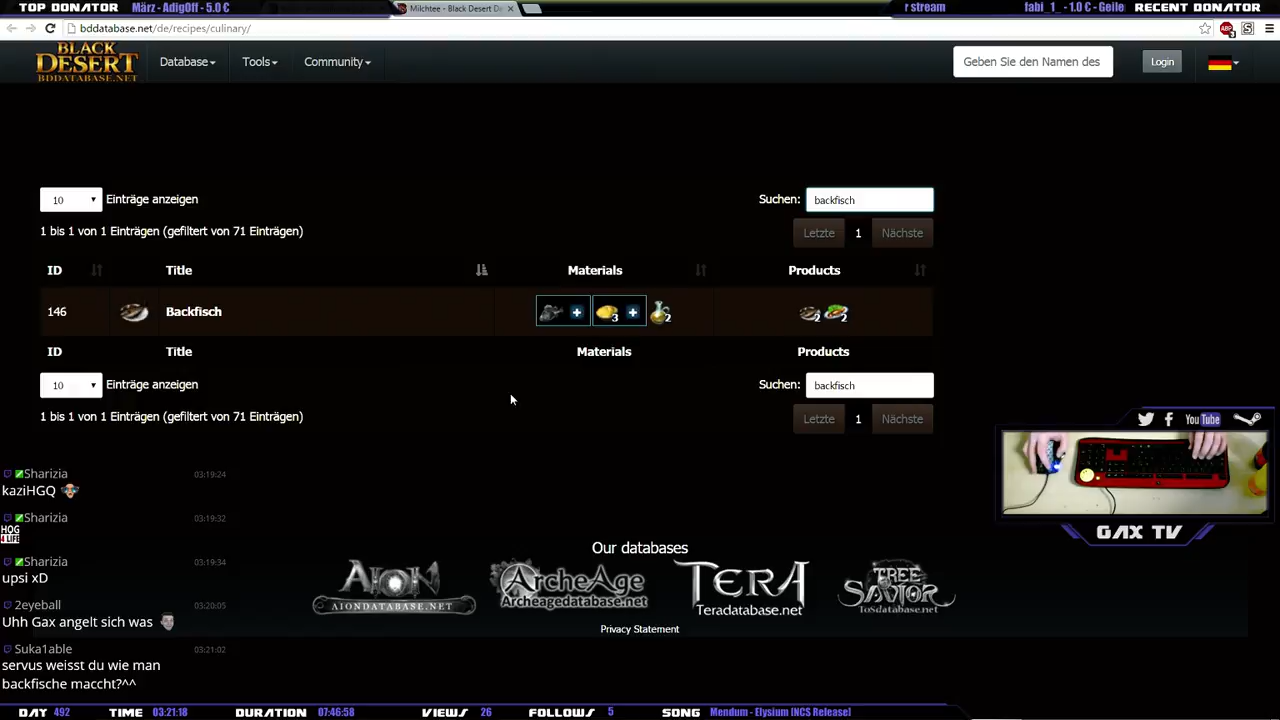 TOP DONATOR März - AdigOff - 5.0 € r stream fabi_1_ - 1.0 € - Geile RECENT DONATOR
Milchtee - Black Desert De
bddatabase.net/de/recipes/culinary/
BLACK DESERT
BDDATABASE.NET
Database Tools Community Geben Sie den Namen des Login
10 Einträge anzeigen Suchen: backfisch
1 bis 1 von 1 Einträgen (gefiltert von 71 Einträgen) Letzte 1 Nächste
ID Title Materials Products
146 Backfisch 3 2 2 2
ID Title Materials Products
10 Einträge anzeigen Suchen: backfisch
1 bis 1 von 1 Einträgen (gefiltert von 71 Einträgen) Letzte 1 Nächste
Sharizia 03:19:24
kaziHGQ
Sharizia 03:19:32
HQG
4 LIFE
Sharizia 03:19:34
upsi xD
2eyeball 03:20:05
Uhh Gax angelt sich was
Suka1able 03:21:02
servus weisst du wie man
backfische maccht?^^
You Tube
GAX TV
Our databases
AION
AIONDATABASE.NET
ARCHEAGE
Archeagedatabase.net
TERA
Teradatabase.net
TREE SAVIOR
ToSdatabase.net
Privacy Statement
DAY 492 TIME 03:21:18 DURATION 07:46:58 VIEWS 26 FOLLOWS 5 SONG Mendum - Elysium [NCS Release]